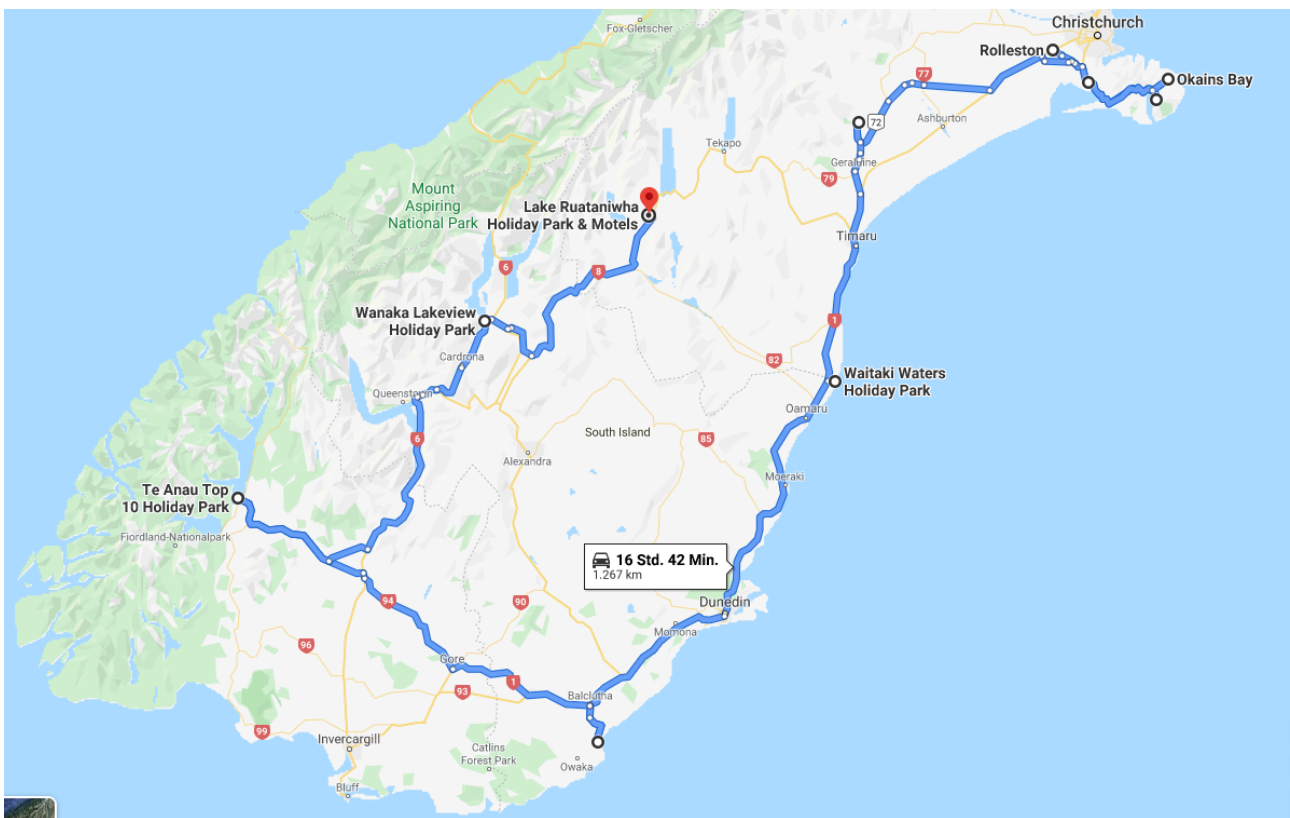 Fox-Gletscher
Christchurch
Rolleston
77
Okains Bay
72
Ashburton
Tekapo
Geraldine
79
Mount
Aspiring
National Park
Lake Ruataniwha
Holiday Park & Motels
Timaru
6
8
Wanaka Lakeview
Holiday Park
1
Cardrona
82
Waitaki Waters
Holiday Park
Queenstown
Oamaru
6
South Island
85
Alexandra
Moeraki
Te Anau Top
10 Holiday Park
Fiordland-Nationalpark
16 Std. 42 Min.
1.267 km
94
90
Dunedin
Momona
96
Gore
93
1
Balclutha
99
Invercargill
Catlins
Forest Park
Owaka
Bluff